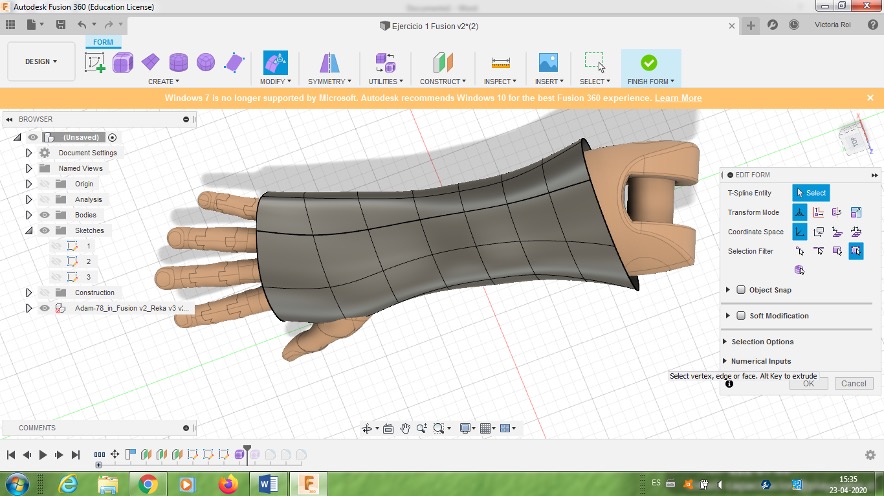 Autodesk Fusion 360 (Education License)
Ejercicio 1 Fusion v2*(2)
Victoria Roi
FORM
DESIGN
CREATE
MODIFY
SYMMETRY
UTILITIES
CONSTRUCT
INSPECT
INSERT
SELECT
FINISH FORM
Windows 7 is no longer supported by Microsoft. Autodesk recommends Windows 10 for the best Fusion 360 experience. Learn More
BROWSER
(Unsaved)
Document Settings
Named Views
Origin
Analysis
Bodies
Sketches
1
2
3
Construction
Adam-78_in_Fusion v2_Reka v3 v...
EDIT FORM
T-Spline Entity
Select
Transform Mode
Coordinate Space
Selection Filter
Object Snap
Soft Modification
Selection Options
Numerical Inputs
Select vertex, edge or face. Alt Key to extrude
OK
Cancel
COMMENTS
ES
15:35
23-04-2020